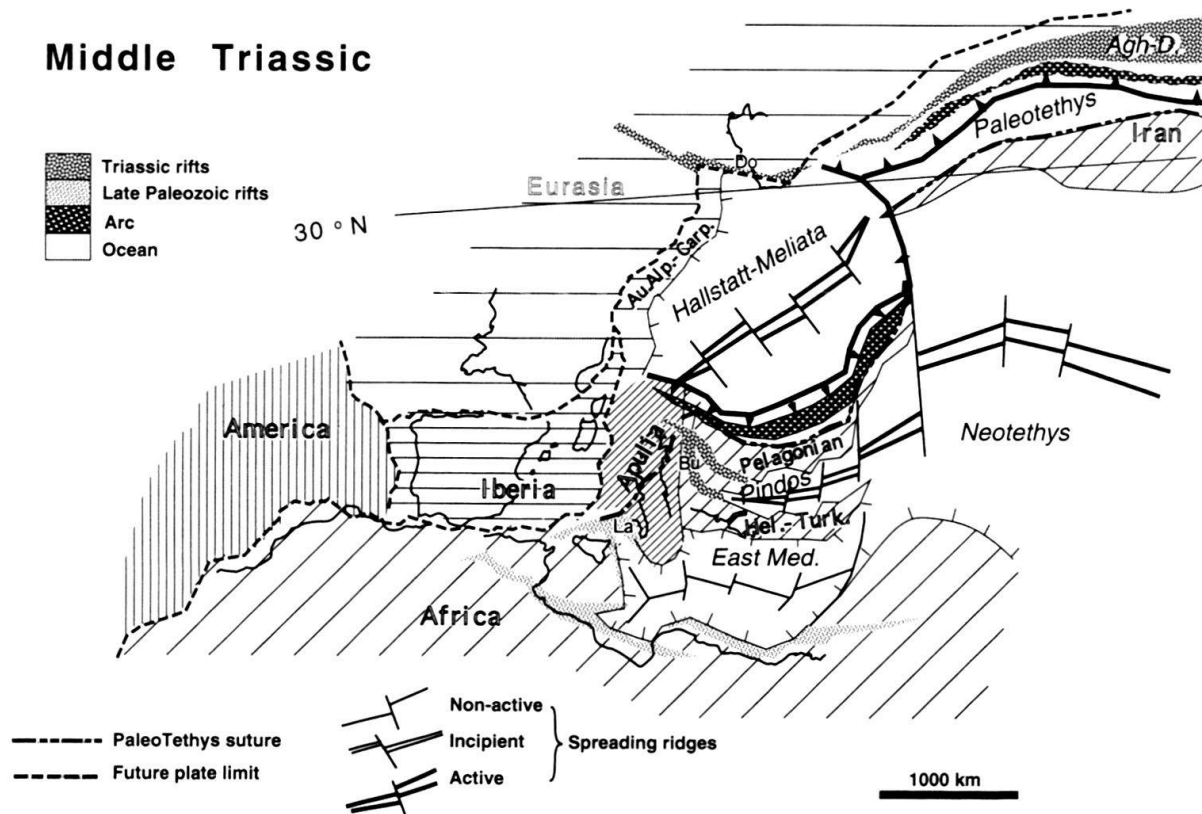 Middle Triassic
Agh-D.
Paleotethys
Iran
Triassic rifts
Late Paleozoic rifts
Arc
Ocean
Do
Eurasia
30 ° N
Au.Alp.-Carp.
Hallstatt-Meliata
America
Neotethys
Apulia
Pelagonian
Bu
Pindos
Iberia
La
Hel.-Turk.
East Med.
Africa
Non-active
PaleoTethys suture
Incipient
Spreading ridges
Future plate limit
Active
1000 km